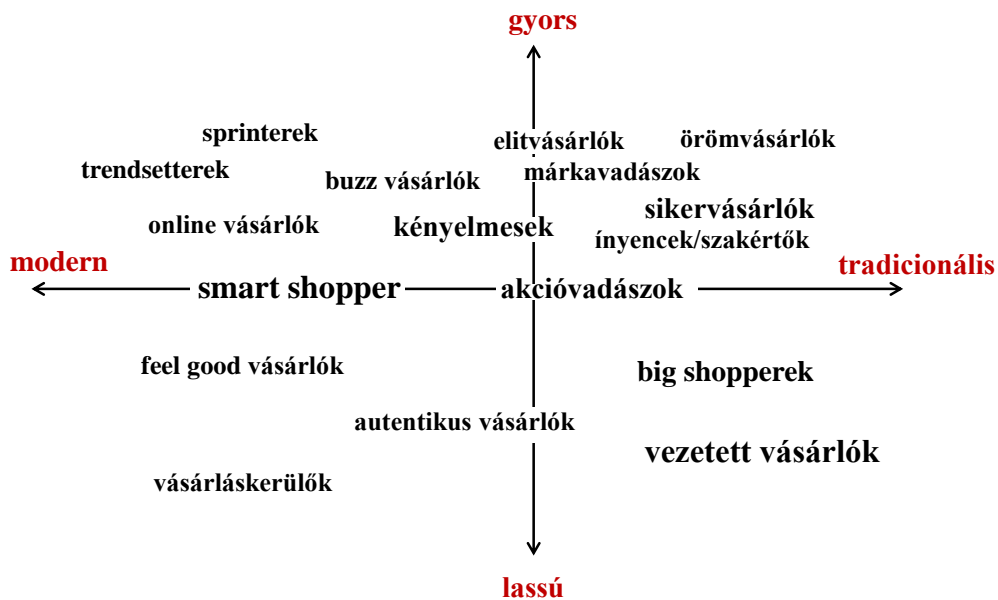 gyors
sprinterek
elitvásárlók
örömvásárlók
trendsetterek
buzz vásárlók
márkavadászok
online vásárlók
kényelmesek
sikervásárlók
ínyencek/szakértők
modern
tradicionális
smart shopper
akcióvadászok
feel good vásárlók
big shopperek
autentikus vásárlók
vezetett vásárlók
vásárláskerülők
lassú